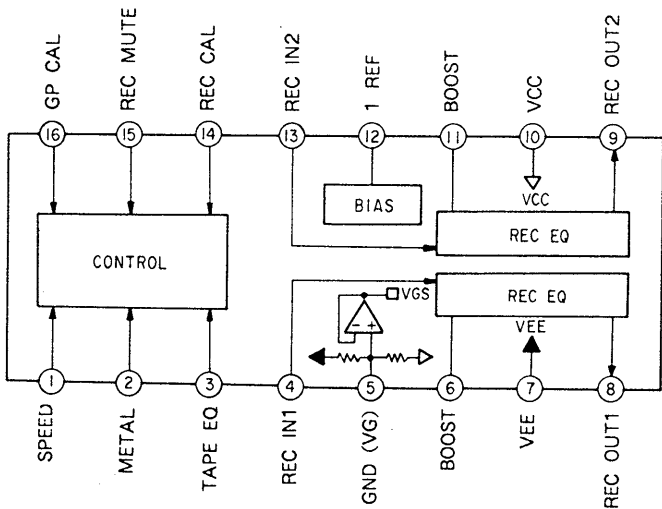 GP CAL
REC MUTE
REC CAL
REC IN2
1 REF
BOOST
VCC
REC OUT2
16 15 14 13 12 11 10 9
VCC
BIAS
REC EQ
CONTROL
REC EQ
VGS
- +
VEE
1 2 3 4 5 6 7 8
SPEED
METAL
TAPE EQ
REC IN1
GND (VG)
BOOST
VEE
REC OUT1